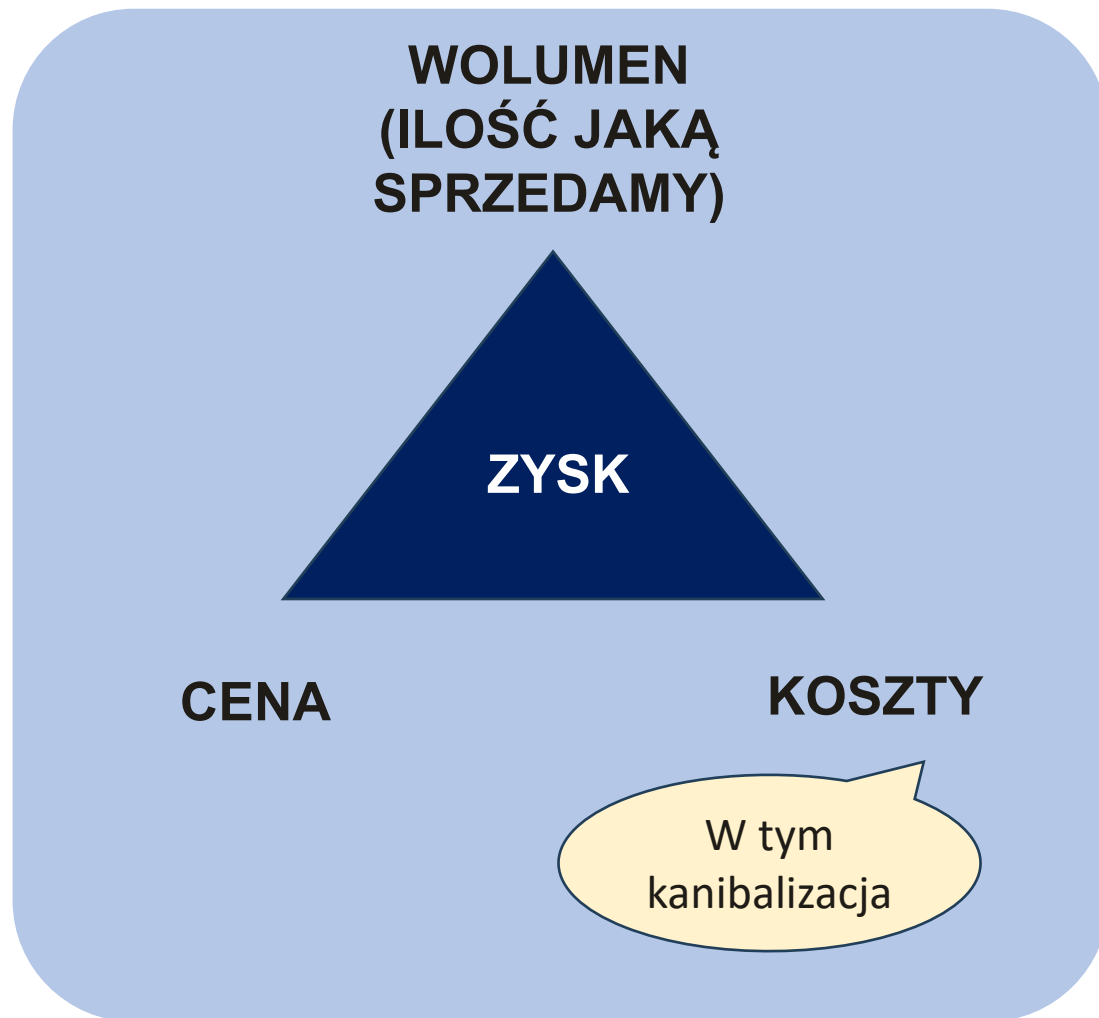 WOLUMEN
(ILOŚĆ JAKĄ
SPRZEDAMY)
ZYSK
CENA
KOSZTY
W tym
kanibalizacja